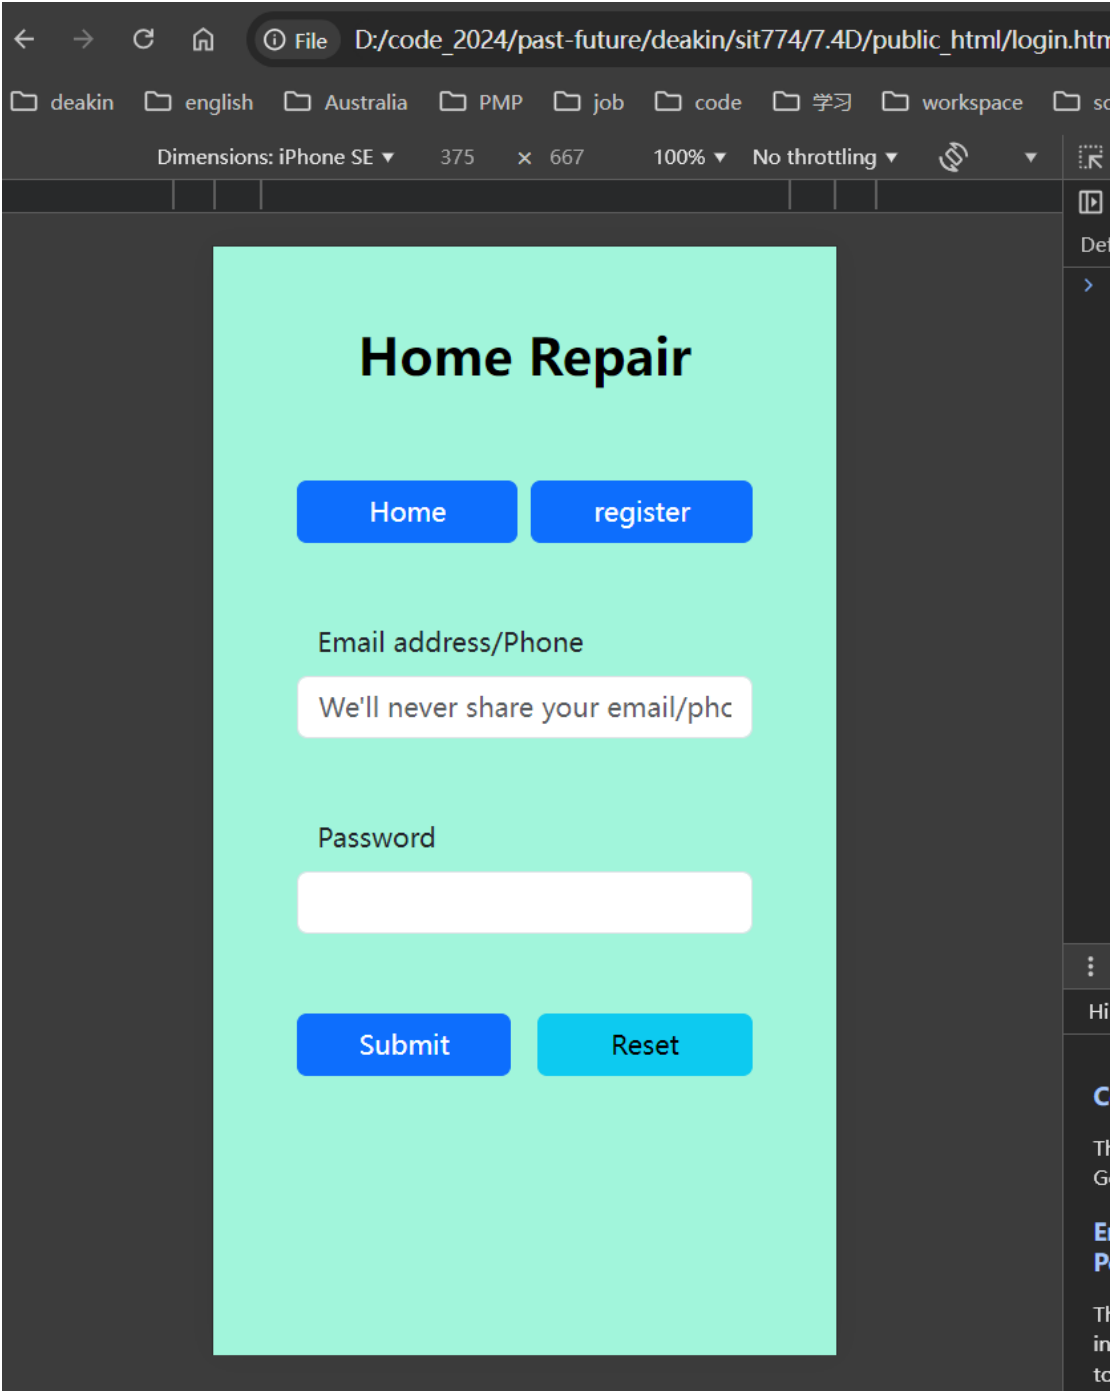 File D:/code_2024/past-future/deakin/sit774/7.4D/public_html/login.htm
deakin english Australia PMP job code 学习 workspace
Dimensions: iPhone SE 375 × 667 100% No throttling
Home Repair
Home register
Email address/Phone
We'll never share your email/pho
Password
Submit Reset